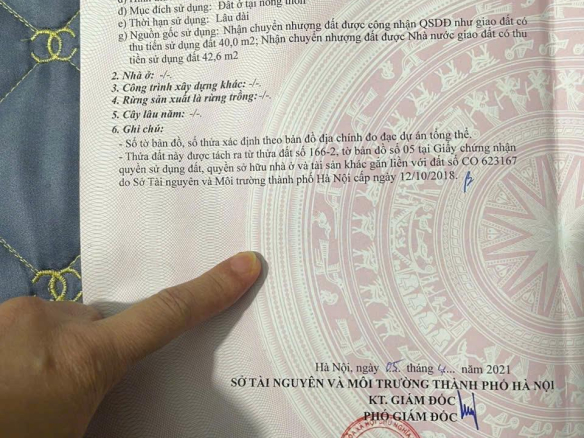 đ) Mục đích sử dụng: Đất ở tại nông thôn
e) Thời hạn sử dụng: Lâu dài
g) Nguồn gốc sử dụng: Nhận chuyển nhượng đất được công nhận QSDĐ như giao đất có
thu tiền sử dụng đất 40,0 m2; Nhận chuyển nhượng đất được Nhà nước giao đất có thu
tiền sử dụng đất 42,6 m2
2. Nhà ở: -/-.
3. Công trình xây dựng khác: -/-.
4. Rừng sản xuất là rừng trồng: -/-.
5. Cây lâu năm: -/-.
6. Ghi chú:
- Số tờ bản đồ, số thửa xác định theo bản đồ địa chính đo đạc dự án tổng thể.
- Thửa đất này được tách ra từ thửa đất số 166-2, tờ bản đồ số 05 tại Giấy chứng nhận
quyền sử dụng đất, quyền sở hữu nhà ở và tài sản khác gắn liền với đất số CO 623167
do Sở Tài nguyên và Môi trường thành phố Hà Nội cấp ngày 12/10/2018.
Hà Nội, ngày 05 tháng 4... năm 2021
SỞ TÀI NGUYÊN VÀ MÔI TRƯỜNG THÀNH PHỐ HÀ NỘI
KT. GIÁM ĐỐC
PHÓ GIÁM ĐỐC